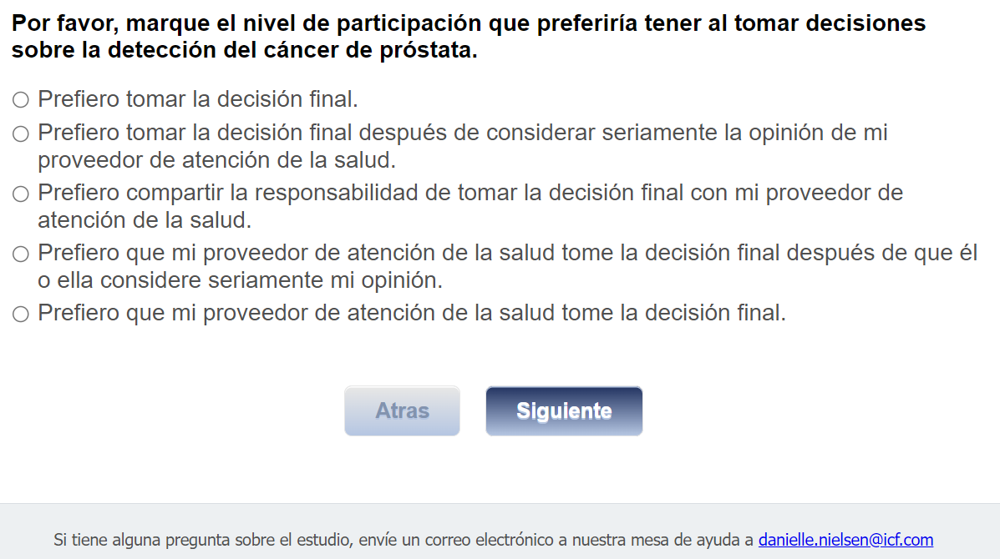 Por favor, marque el nivel de participación que preferiría tener al tomar decisiones
sobre la detección del cáncer de próstata.
Prefiero tomar la decisión final.
Prefiero tomar la decisión final después de considerar seriamente la opinión de mi
proveedor de atención de la salud.
Prefiero compartir la responsabilidad de tomar la decisión final con mi proveedor de
atención de la salud.
Prefiero que mi proveedor de atención de la salud tome la decisión final después de que él
o ella considere seriamente mi opinión.
Prefiero que mi proveedor de atención de la salud tome la decisión final.
Atras Siguiente
Si tiene alguna pregunta sobre el estudio, envíe un correo electrónico a nuestra mesa de ayuda a danielle.nielsen@icf.com